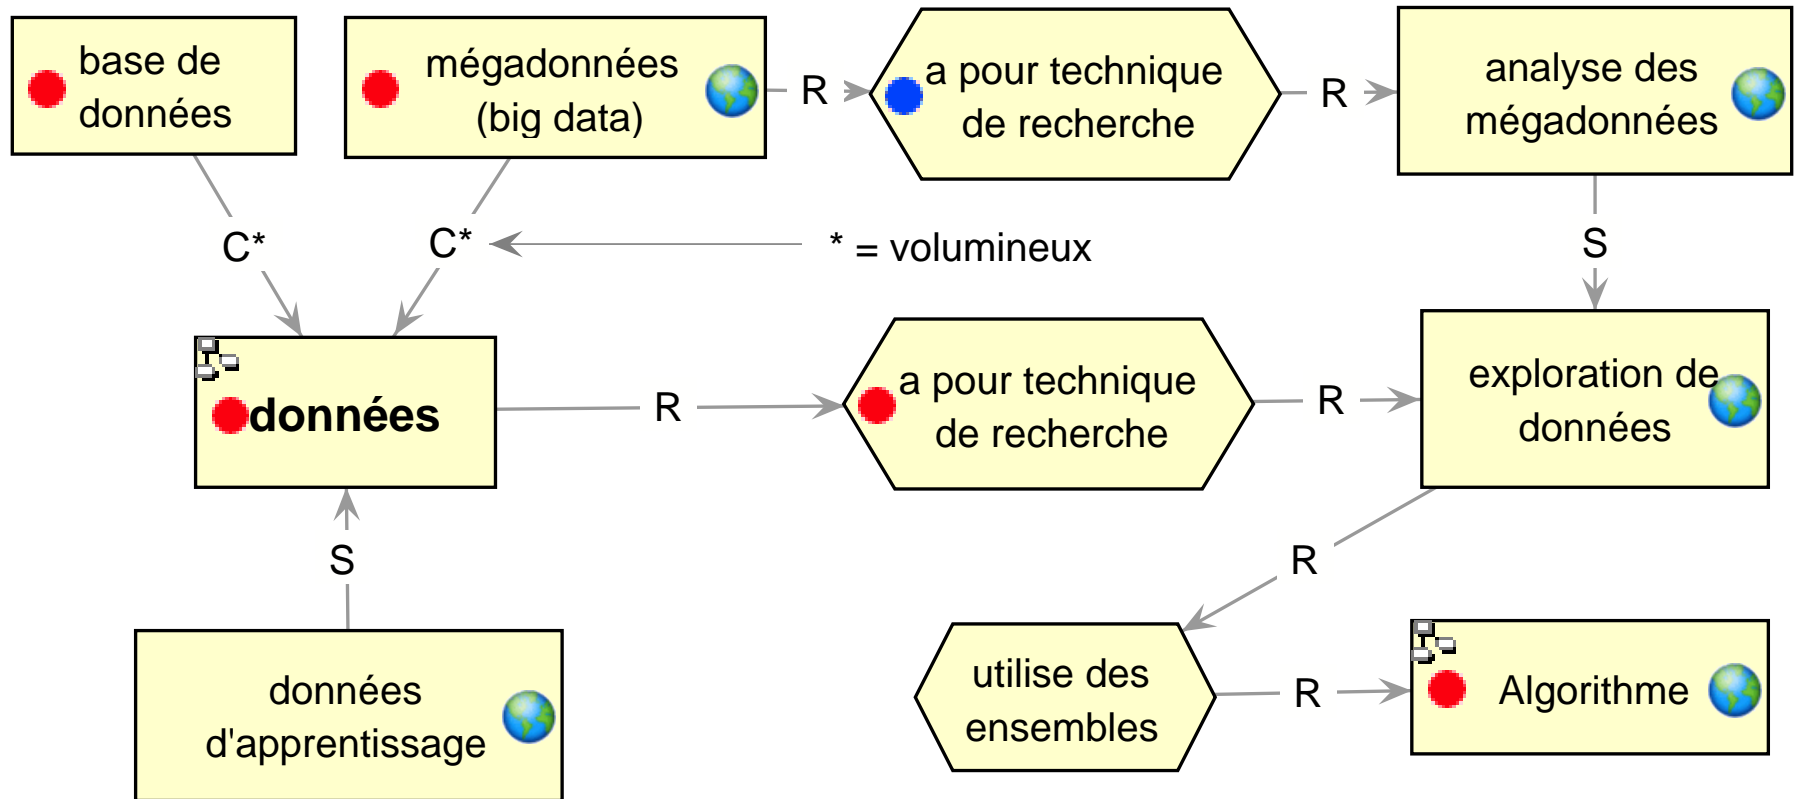 base de
données
mégadonnées
(big data)
R
a pour technique
de recherche
R
analyse des
mégadonnées
C*
C*
* = volumineux
S
données
R
a pour technique
de recherche
R
exploration de
données
S
R
données
d'apprentissage
utilise des
ensembles
R
Algorithme